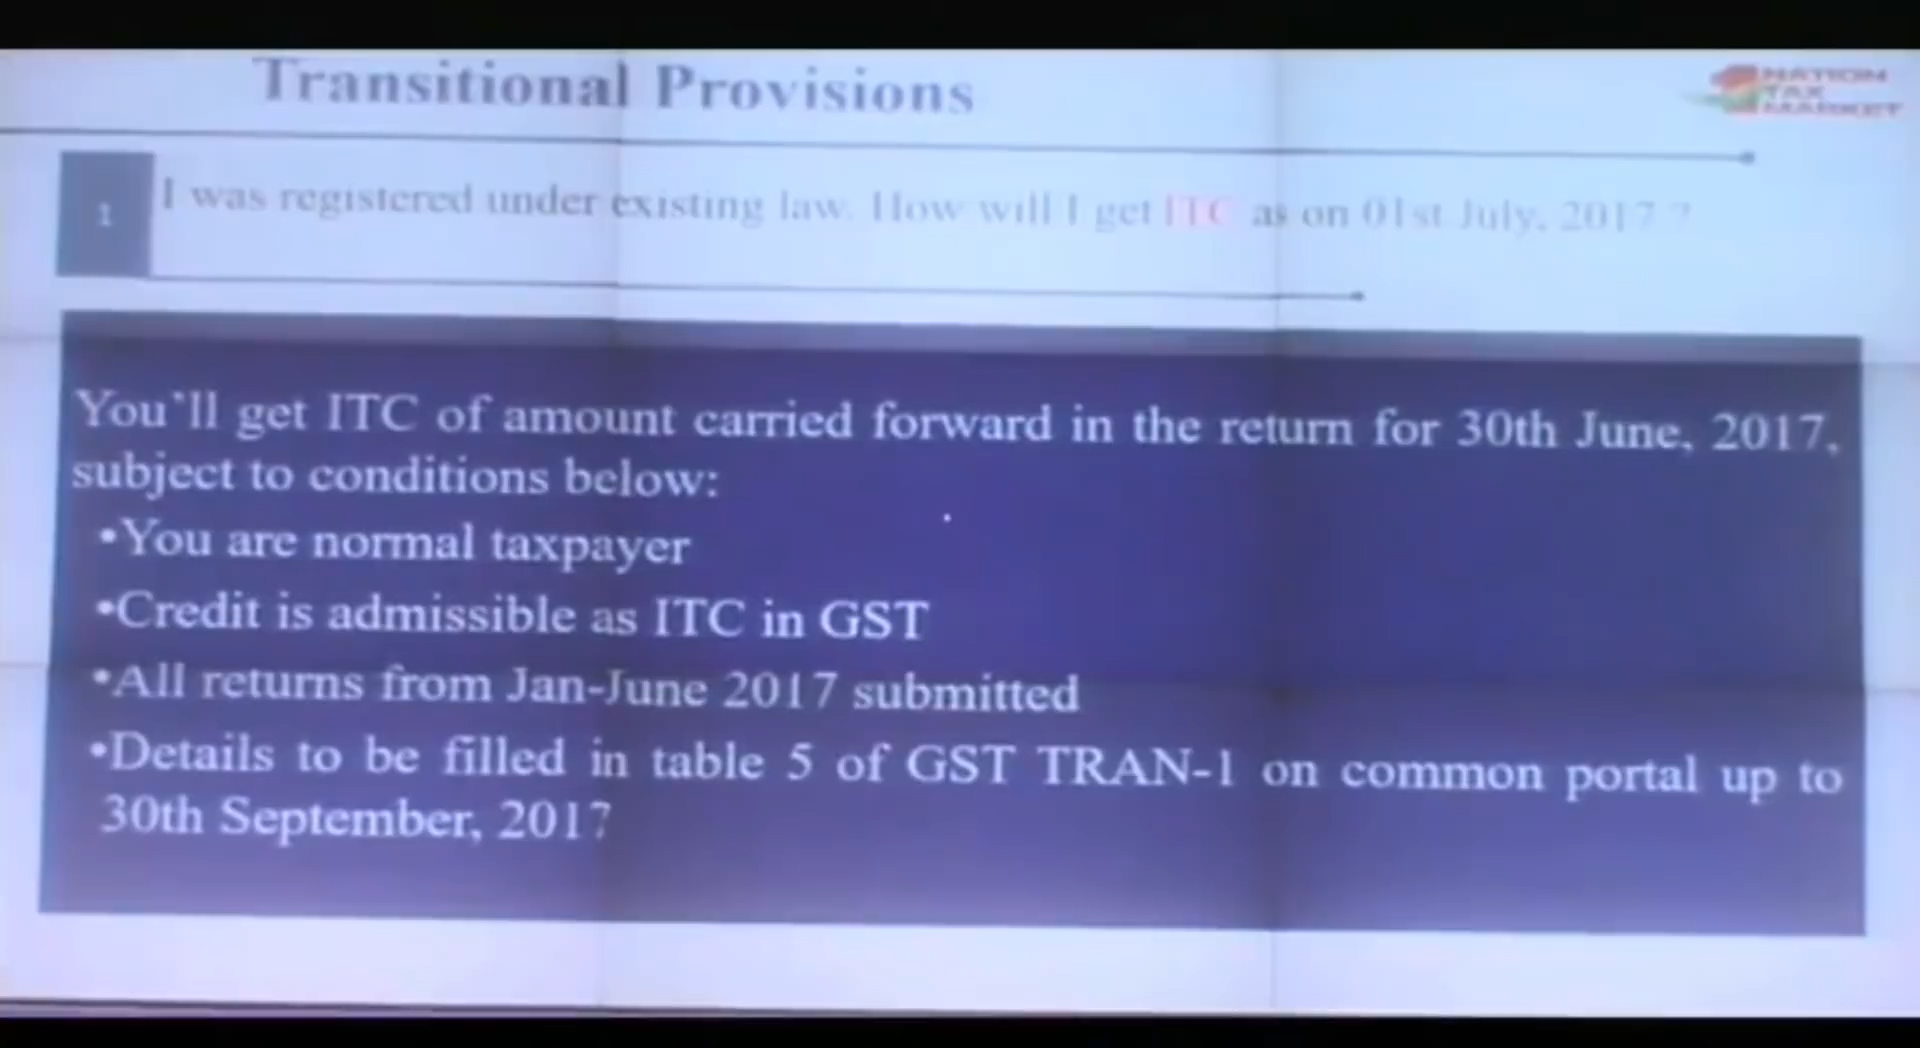 Transitional Provisions
NATION
TAX
MARKET
1
I was registered under existing law. How will I get ITC as on 01st July, 2017 ?
You'll get ITC of amount carried forward in the return for 30th June, 2017,
subject to conditions below:
•You are normal taxpayer
•Credit is admissible as ITC in GST
•All returns from Jan-June 2017 submitted
•Details to be filled in table 5 of GST TRAN-1 on common portal up to
30th September, 2017